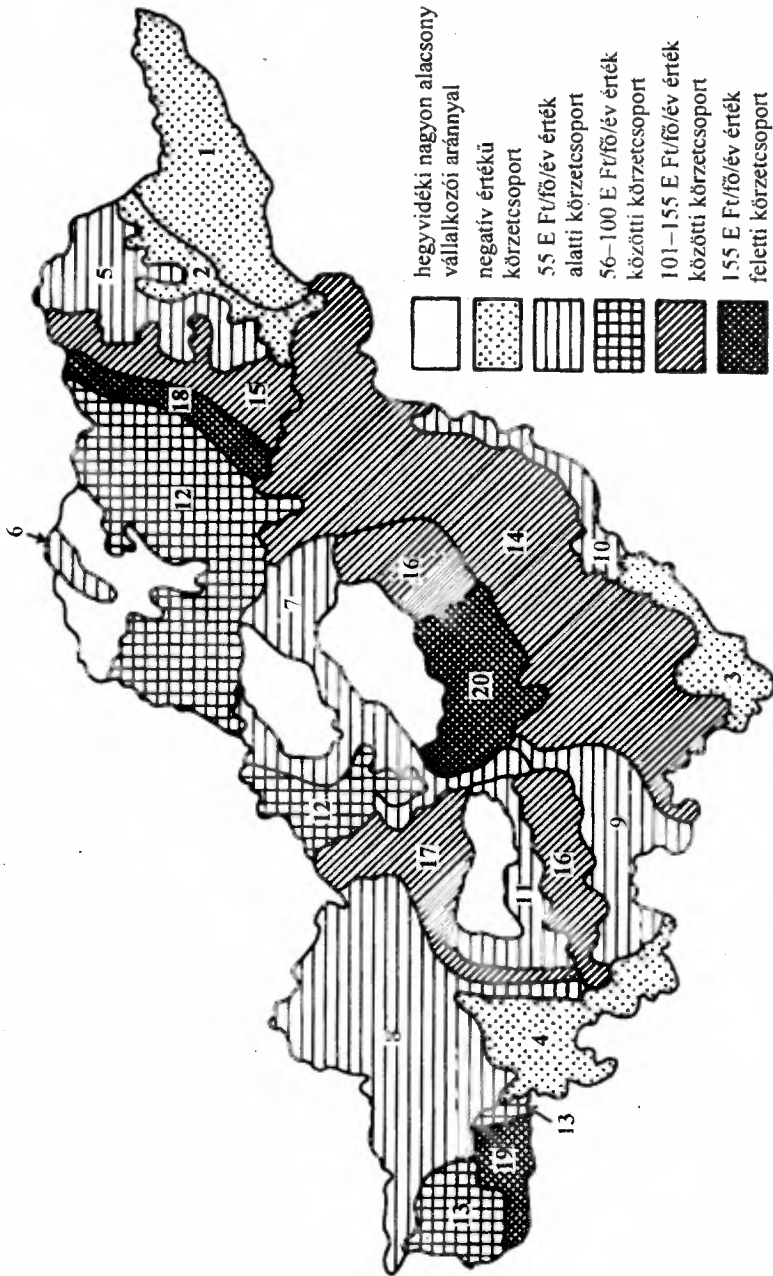 1
2
5
15
18
12
6
7
16
14
10
3
20
12
17
11
16
9
8
4
13
19
13
hegyvidéki nagyon alacsony
vállalkozói aránnyal
negatív értékű
körzetcsoport
55 E Ft/fő/év érték
alatti körzetcsoport
56–100 E Ft/fő/év érték
közötti körzetcsoport
101–155 E Ft/fő/év érték
közötti körzetcsoport
155 E Ft/fő/év érték
feletti körzetcsoport